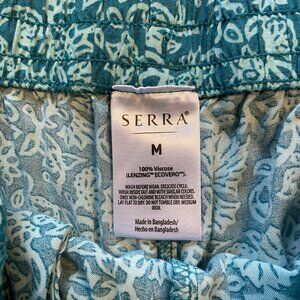 SERRA®
M
100% Viscose
(LENZING™ ECOVERO™).
WASH BEFORE WEAR. DELICATE CYCLE.
WASH INSIDE OUT AND WITH SIMILAR COLORS.
ONLY NON-CHLORINE BLEACH WHEN NEEDED.
LAY FLAT TO DRY. DO NOT TUMBLE DRY. MEDIUM
IRON.
Made in Bangladesh/
Hecho en Bangladesh